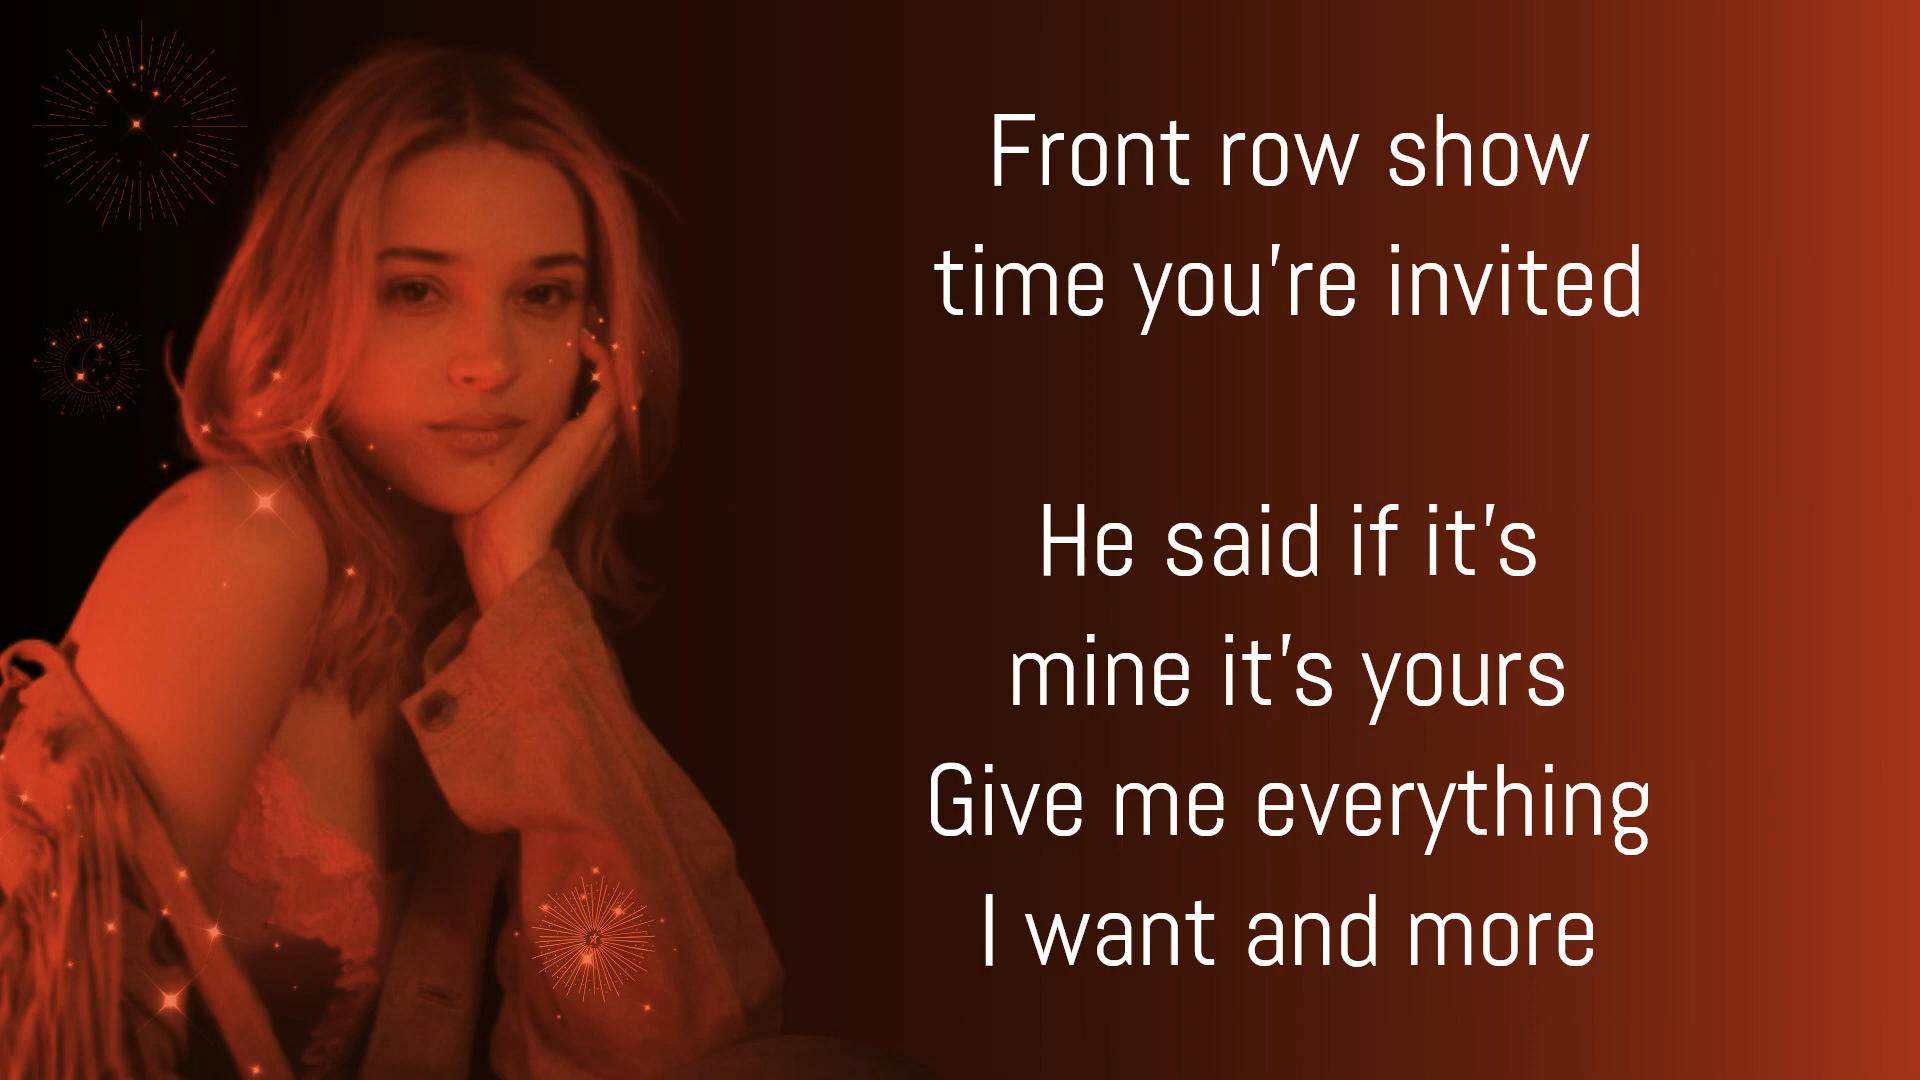 Front row show
time you're invited
He said if it's
mine it's yours
Give me everything
I want and more